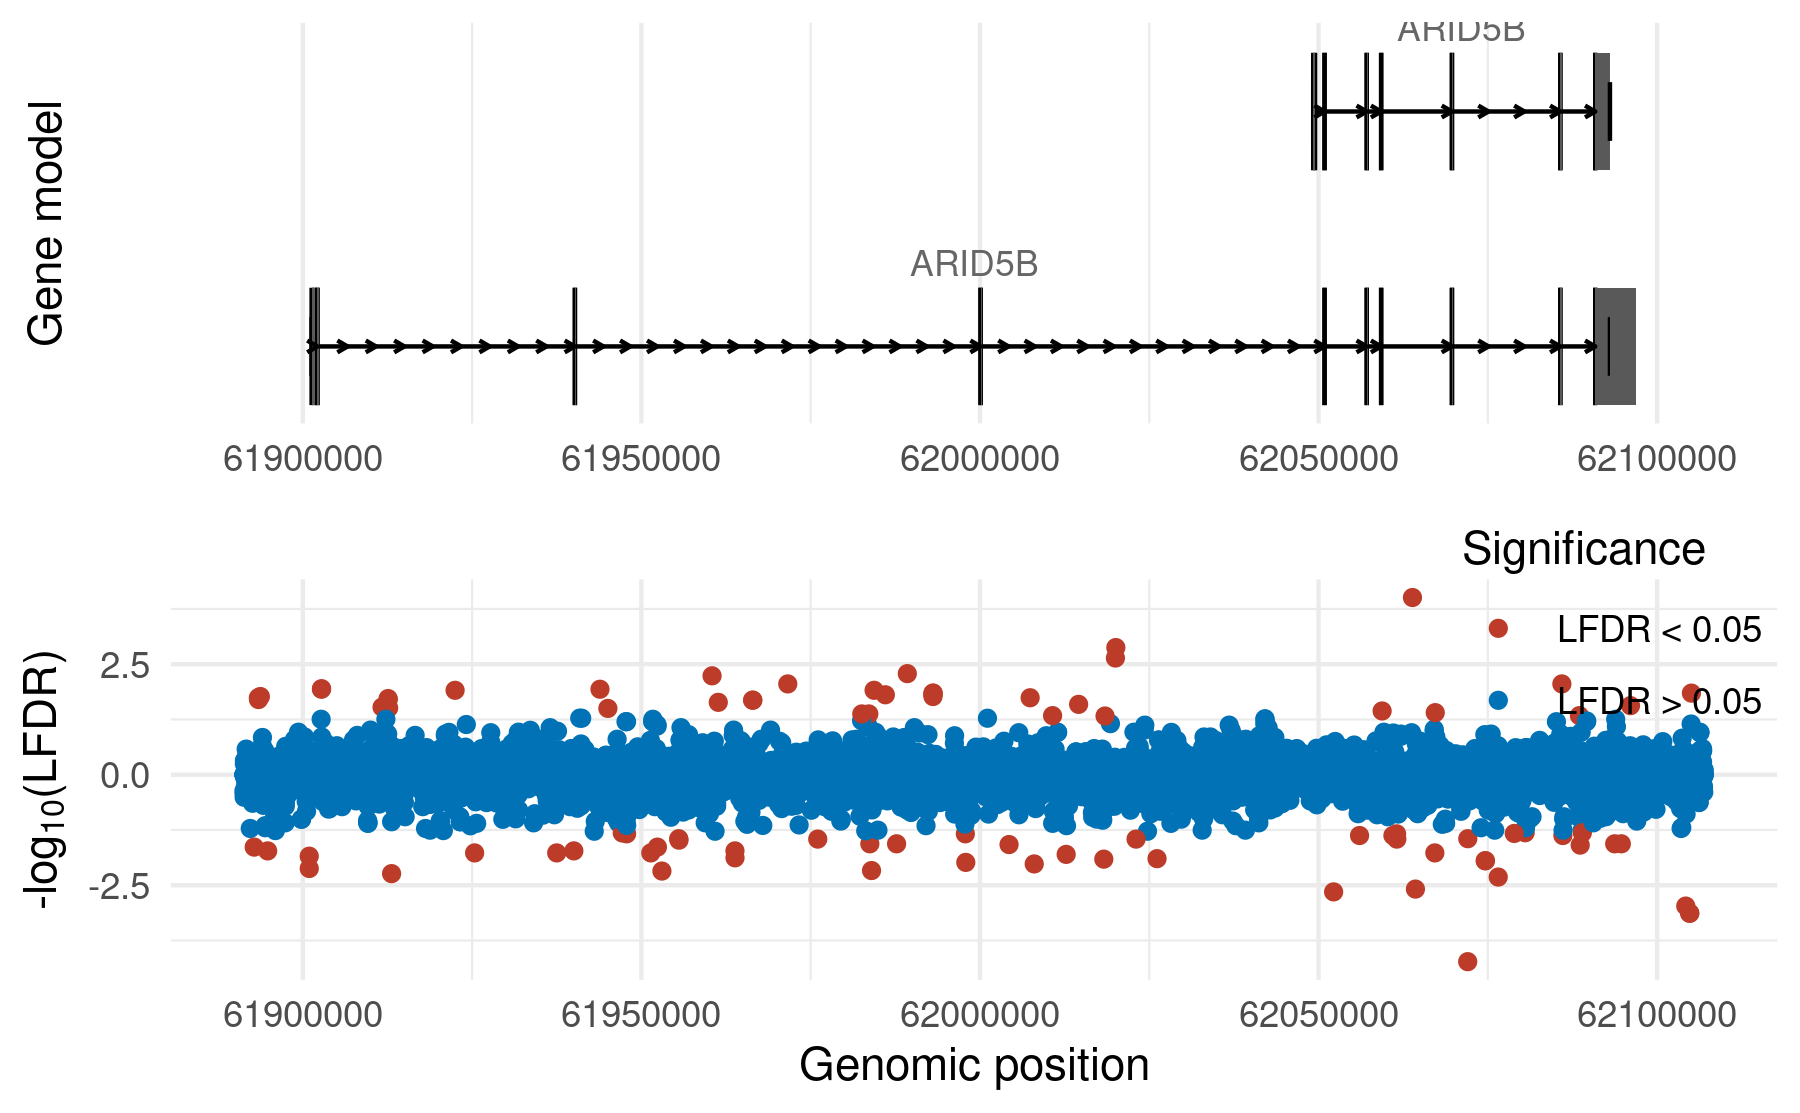 ARID5B
Gene model
ARID5B
61900000 61950000 62000000 62050000 62100000
Significance
LFDR < 0.05
LFDR > 0.05
-log10(LFDR)
2.5
0.0
-2.5
61900000 61950000 62000000 62050000 62100000
Genomic position